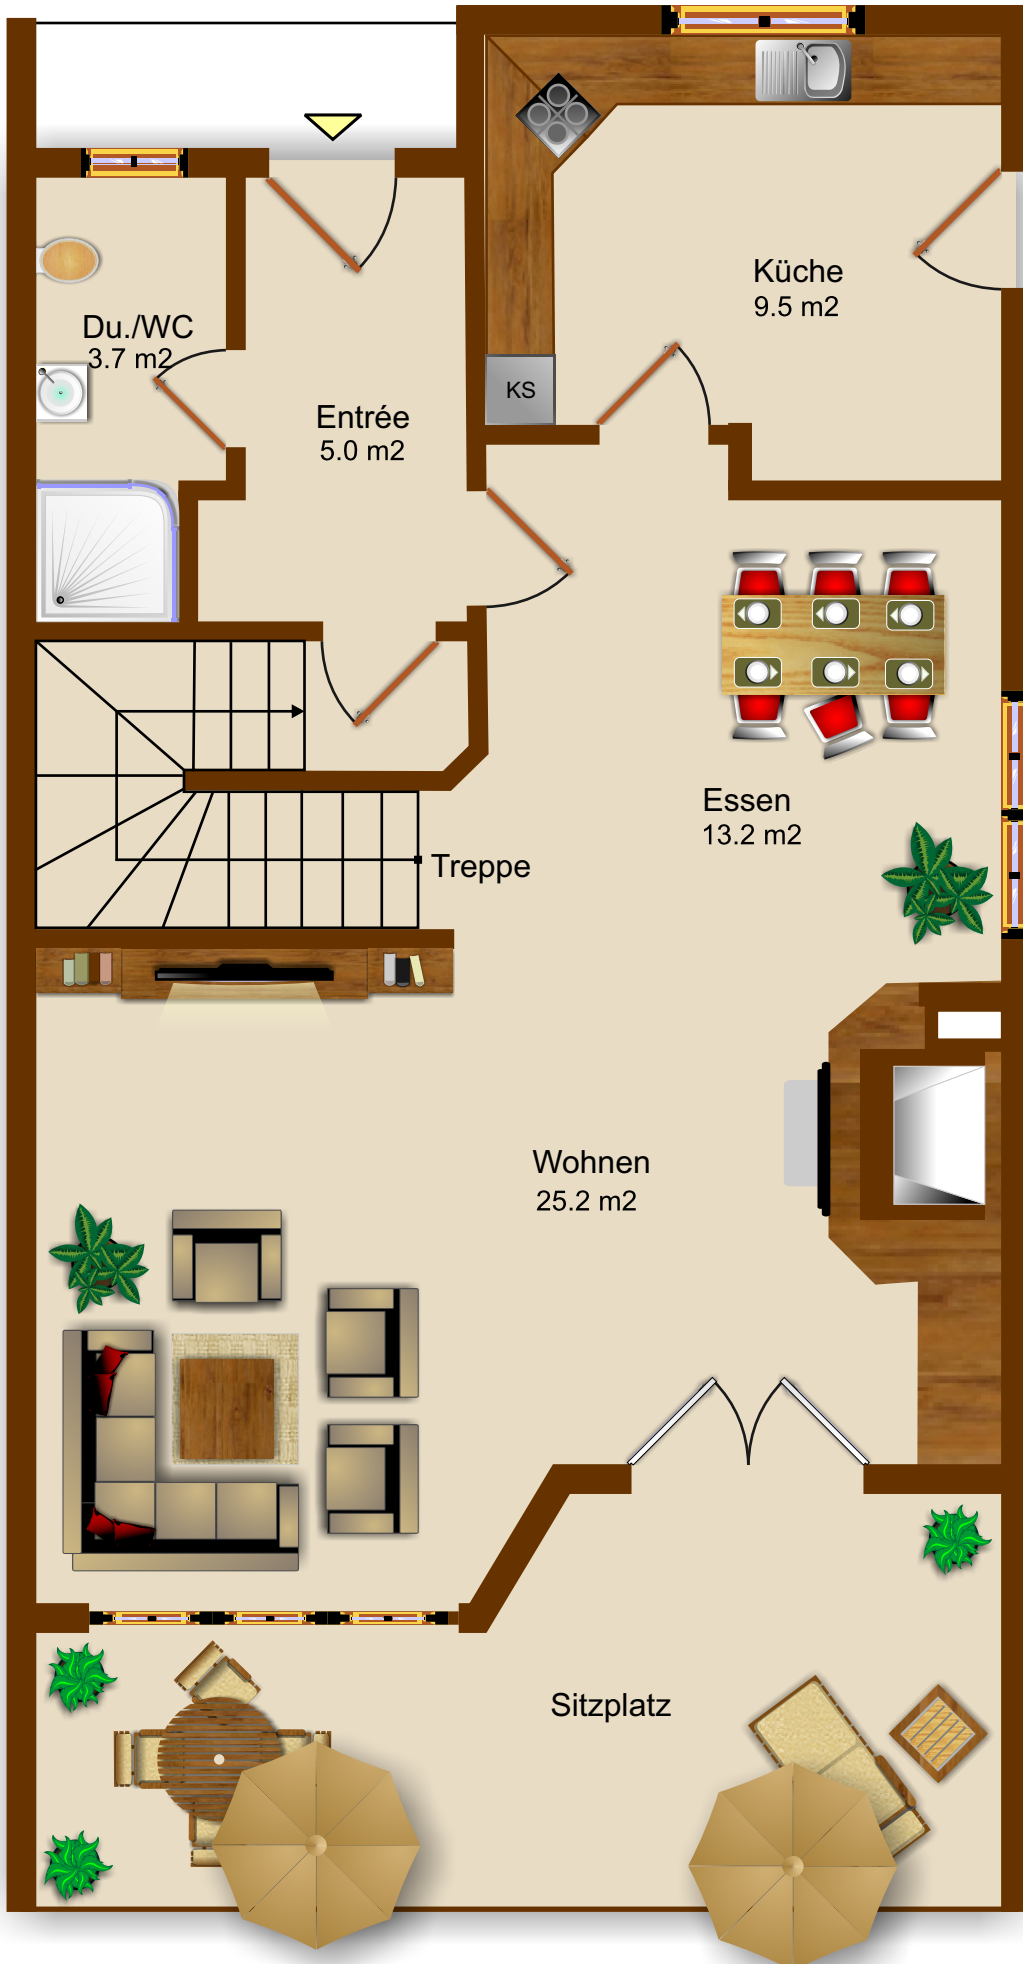 Küche
9.5 m2
Du./WC
3.7 m2
KS
Entrée
5.0 m2
Essen
13.2 m2
Treppe
Wohnen
25.2 m2
Sitzplatz